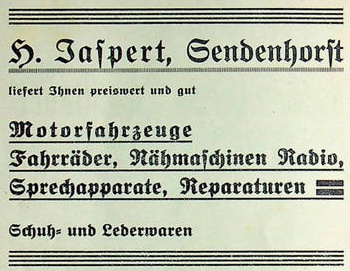 H. Jaſpert, Sendenhorſt
liefert Ihnen preiswert und gut
Motorfahrzeuge
Fahrräder, Nähmaſchinen Radio,
Sprechapparate, Reparaturen
Schuh- und Lederwaren